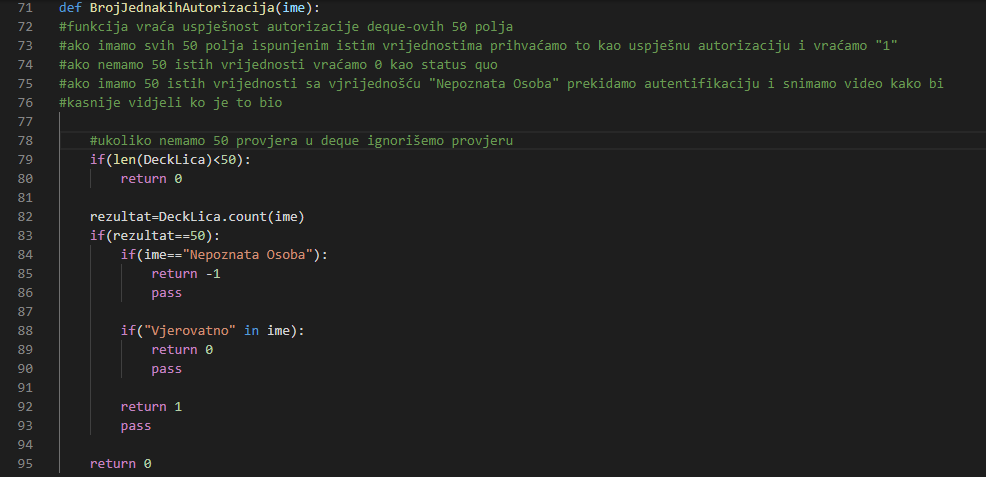 71 def BrojJednakihAutorizacija(ime):
72 #funkcija vraća uspješnost autorizacije deque-ovih 50 polja
73 #ako imamo svih 50 polja ispunjenim istim vrijednostima prihvaćamo to kao uspješnu autorizaciju i vraćamo "1"
74 #ako nemamo 50 istih vrijednosti vraćamo 0 kao status quo
75 #ako imamo 50 istih vrijednosti sa vjrijednošću "Nepoznata Osoba" prekidamo autentifikaciju i snimamo video kako bi
76 #kasnije vidjeli ko je to bio
77
78     #ukoliko nemamo 50 provjera u deque ignorišemo provjeru
79     if(len(DeckLica)<50):
80         return 0
81
82     rezultat=DeckLica.count(ime)
83     if(rezultat==50):
84         if(ime=="Nepoznata Osoba"):
85             return -1
86             pass
87
88         if("Vjerovatno" in ime):
89             return 0
90             pass
91
92         return 1
93         pass
94
95     return 0